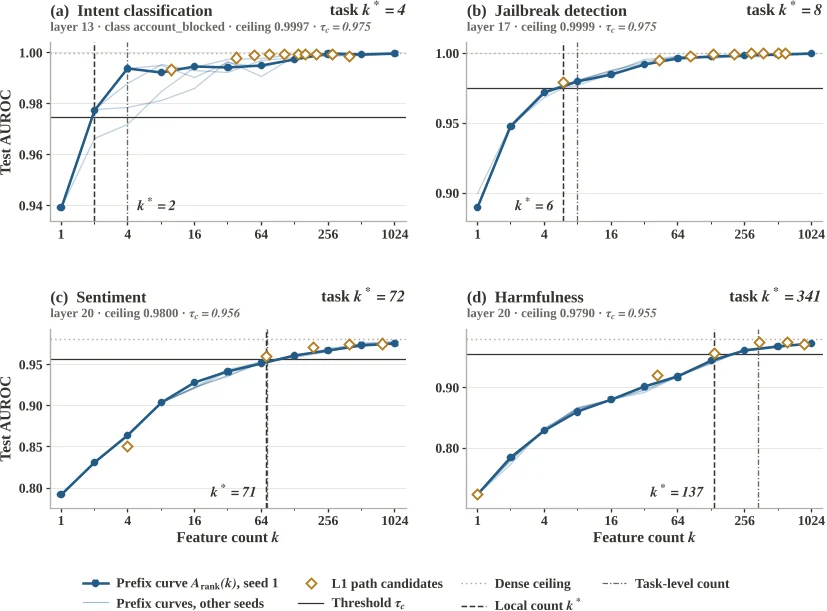 (a) Intent classification task k* = 4
layer 13 · class account_blocked · ceiling 0.9997 · τc = 0.975
Test AUROC
1.00
0.98
0.96
0.94
k* = 2
1 4 16 64 256 1024
(b) Jailbreak detection task k* = 8
layer 17 · ceiling 0.9999 · τc = 0.975
1.00
0.95
0.90
k* = 6
1 4 16 64 256 1024
(c) Sentiment task k* = 72
layer 20 · ceiling 0.9800 · τc = 0.956
Test AUROC
0.95
0.90
0.85
0.80
k* = 71
1 4 16 64 256 1024
Feature count k
(d) Harmfulness task k* = 341
layer 20 · ceiling 0.9790 · τc = 0.955
0.90
0.80
k* = 137
1 4 16 64 256 1024
Feature count k
Prefix curve Arank(k), seed 1
Prefix curves, other seeds
L1 path candidates
Threshold τc
Dense ceiling
Local count k*
Task-level count